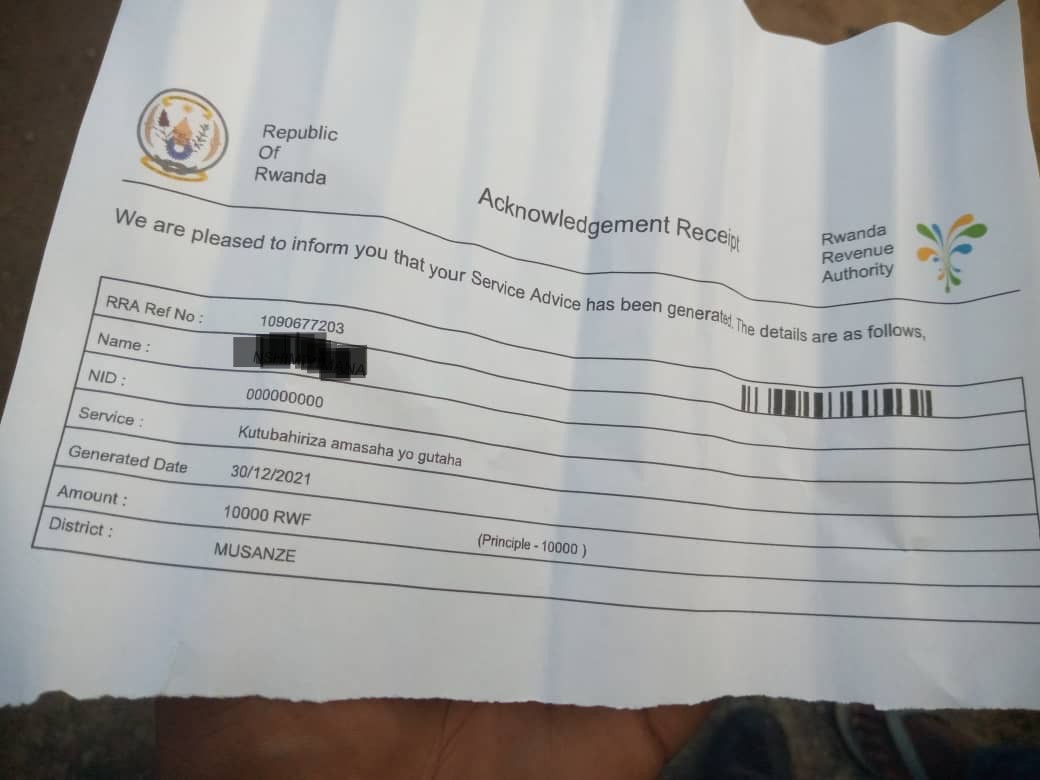 Republic
Of
Rwanda
Acknowledgement Receipt
Rwanda
Revenue
Authority
We are pleased to inform you that your Service Advice has been generated. The details are as follows,
RRA Ref No : 1090677203
Name :
NID : 000000000
Service : Kutubahiriza amasaha yo gutaha
Generated Date 30/12/2021
Amount : 10000 RWF (Principle - 10000 )
District : MUSANZE